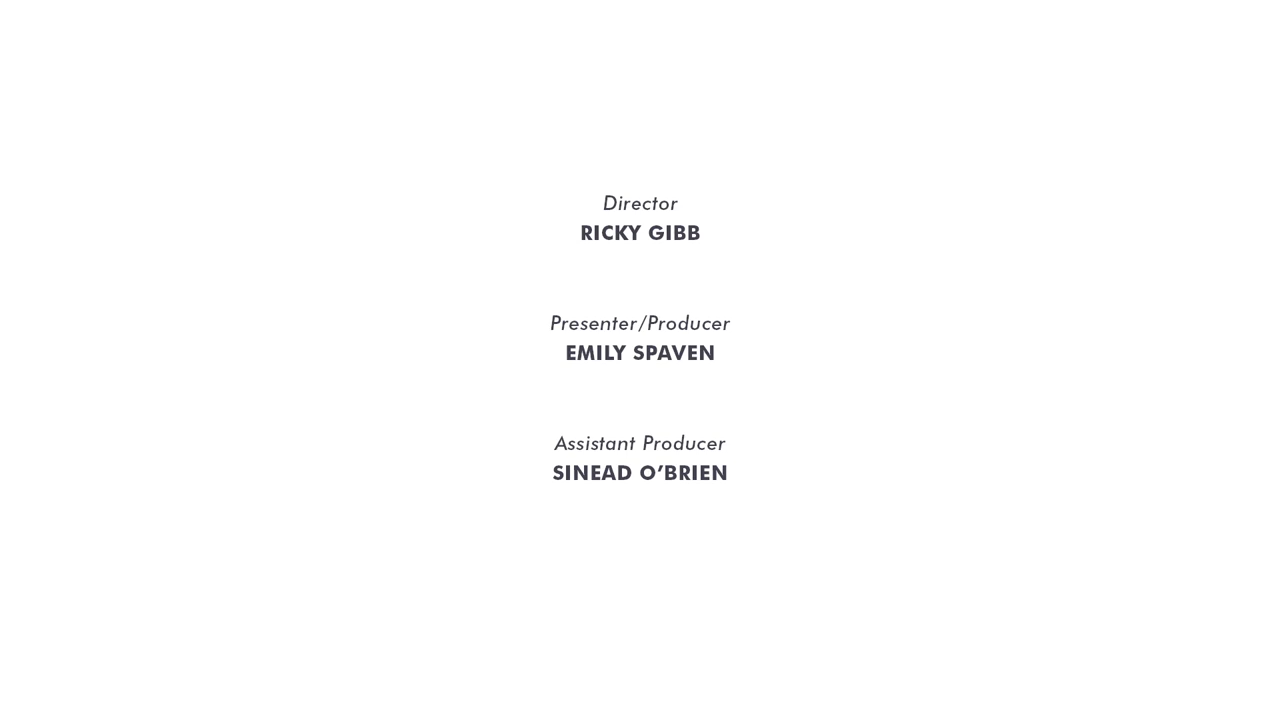 Director
RICKY GIBB
Presenter/Producer
EMILY SPAVEN
Assistant Producer
SINEAD O’BRIEN